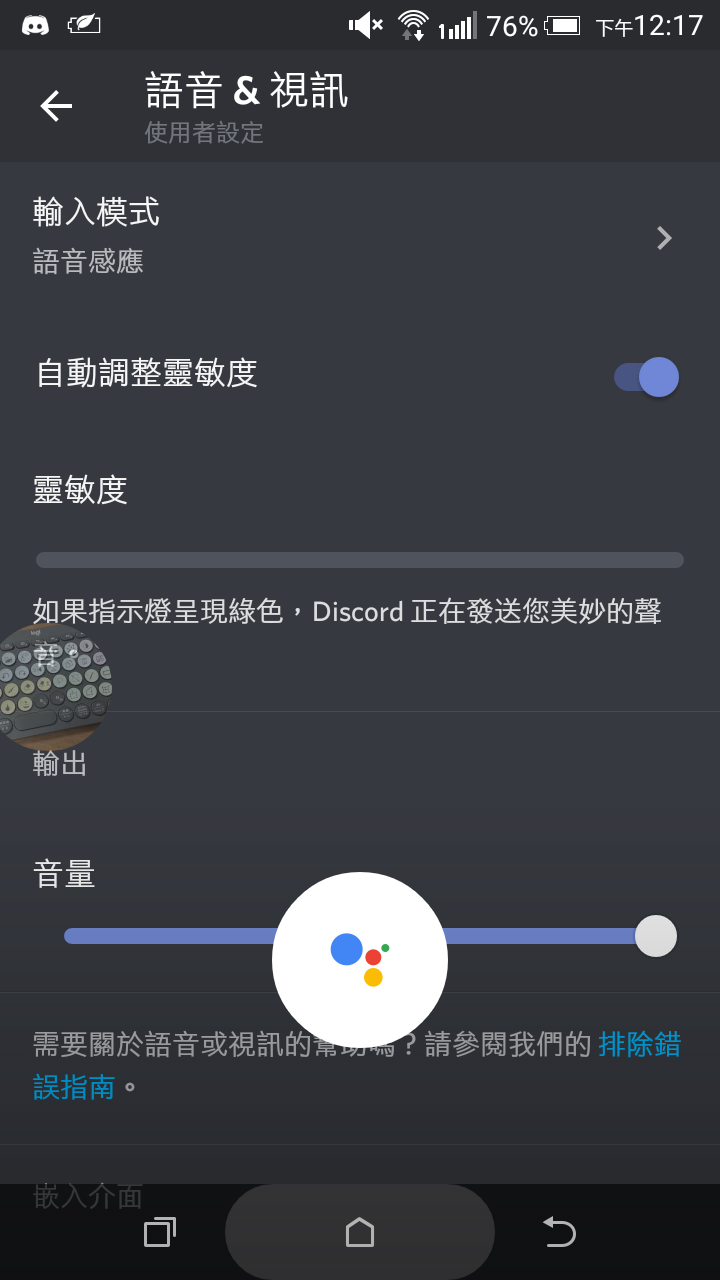 76% 下午12:17
語音 & 視訊
使用者設定
輸入模式
語音感應
自動調整靈敏度
靈敏度
如果指示燈呈現綠色，Discord 正在發送您美妙的聲
音。
輸出
音量
需要關於語音或視訊的幫助嗎？請參閱我們的 排除錯
誤指南。
嵌入介面